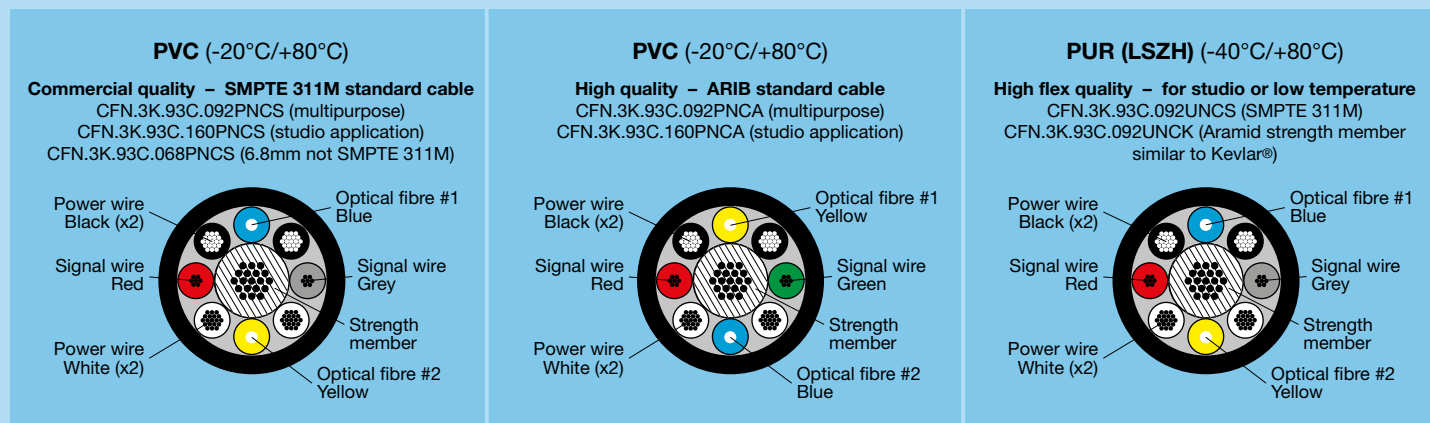 PVC (-20°C/+80°C)
Commercial quality – SMPTE 311M standard cable
CFN.3K.93C.092PNCS (multipurpose)
CFN.3K.93C.160PNCS (studio application)
CFN.3K.93C.068PNCS (6.8mm not SMPTE 311M)
Power wire
Black (x2)
Optical fibre #1
Blue
Signal wire
Red
Signal wire
Grey
Strength
member
Power wire
White (x2)
Optical fibre #2
Yellow
PVC (-20°C/+80°C)
High quality – ARIB standard cable
CFN.3K.93C.092PNCA (multipurpose)
CFN.3K.93C.160PNCA (studio application)
Power wire
Black (x2)
Optical fibre #1
Yellow
Signal wire
Red
Signal wire
Green
Strength
member
Power wire
White (x2)
Optical fibre #2
Blue
PUR (LSZH) (-40°C/+80°C)
High flex quality – for studio or low temperature
CFN.3K.93C.092UNCS (SMPTE 311M)
CFN.3K.93C.092UNCK (Aramid strength member
similar to Kevlar®)
Power wire
Black (x2)
Optical fibre #1
Blue
Signal wire
Red
Signal wire
Grey
Strength
member
Power wire
White (x2)
Optical fibre #2
Yellow